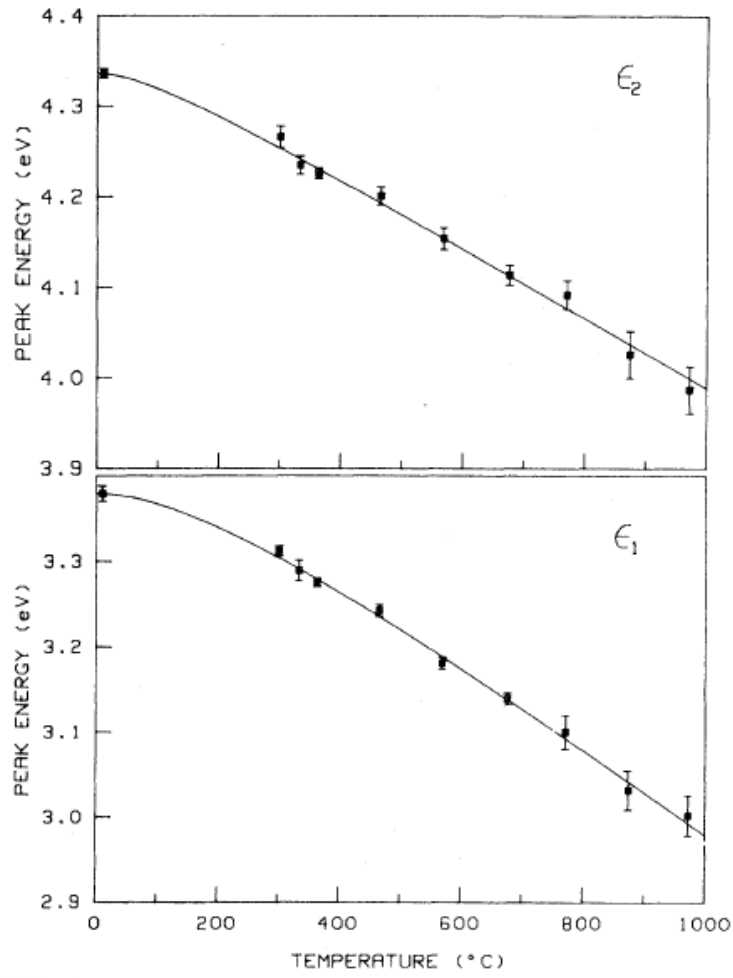 4.4
4.3
4.2
4.1
4.0
3.9
PEAK ENERGY (eV)
ϵ₂
3.3
3.2
3.1
3.0
2.9
PEAK ENERGY (eV)
ϵ₁
0 200 400 600 800 1000
TEMPERATURE (°C)